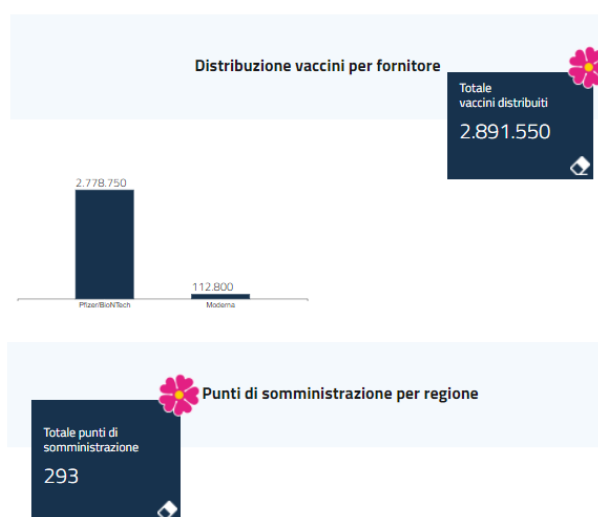 Distribuzione vaccini per fornitore
Totale
vaccini distribuiti
2.891.550
2.778.750
112.800
Pfizer/BioNTech
Moderna
Punti di somministrazione per regione
Totale punti di
somministrazione
293